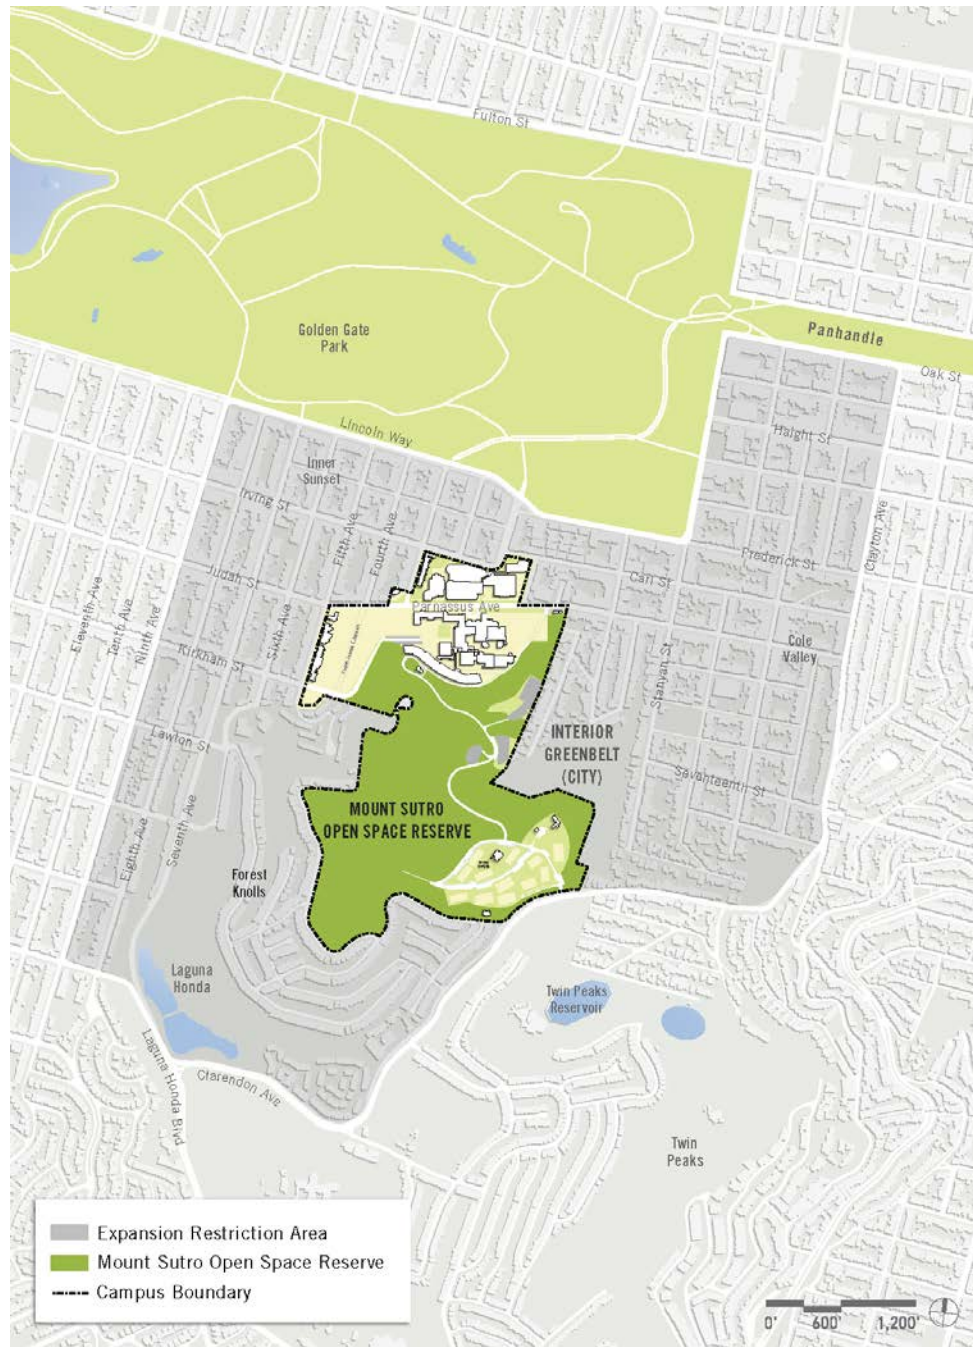 Fulton St
Golden Gate
Park
Panhandle
Oak St
Lincoln Way
Haight St
Inner
Sunset
Irving St
Fifth Ave
Fourth Ave
Clayton Ave
Frederick St
Judah St
Carl St
Parnassus Ave
Eleventh Ave
Tenth Ave
Ninth Ave
Sixth Ave
Kirkham St
Stanyan St
Cole
Valley
Lawton St
INTERIOR
GREENBELT
(CITY)
Seventeenth St
MOUNT SUTRO
OPEN SPACE RESERVE
Eighth Ave
Seventh Ave
Forest
Knolls
Laguna
Honda
Twin Peaks
Reservoir
Laguna Honda Blvd
Clarendon Ave
Twin
Peaks
Expansion Restriction Area
Mount Sutro Open Space Reserve
Campus Boundary
0' 600' 1,200'